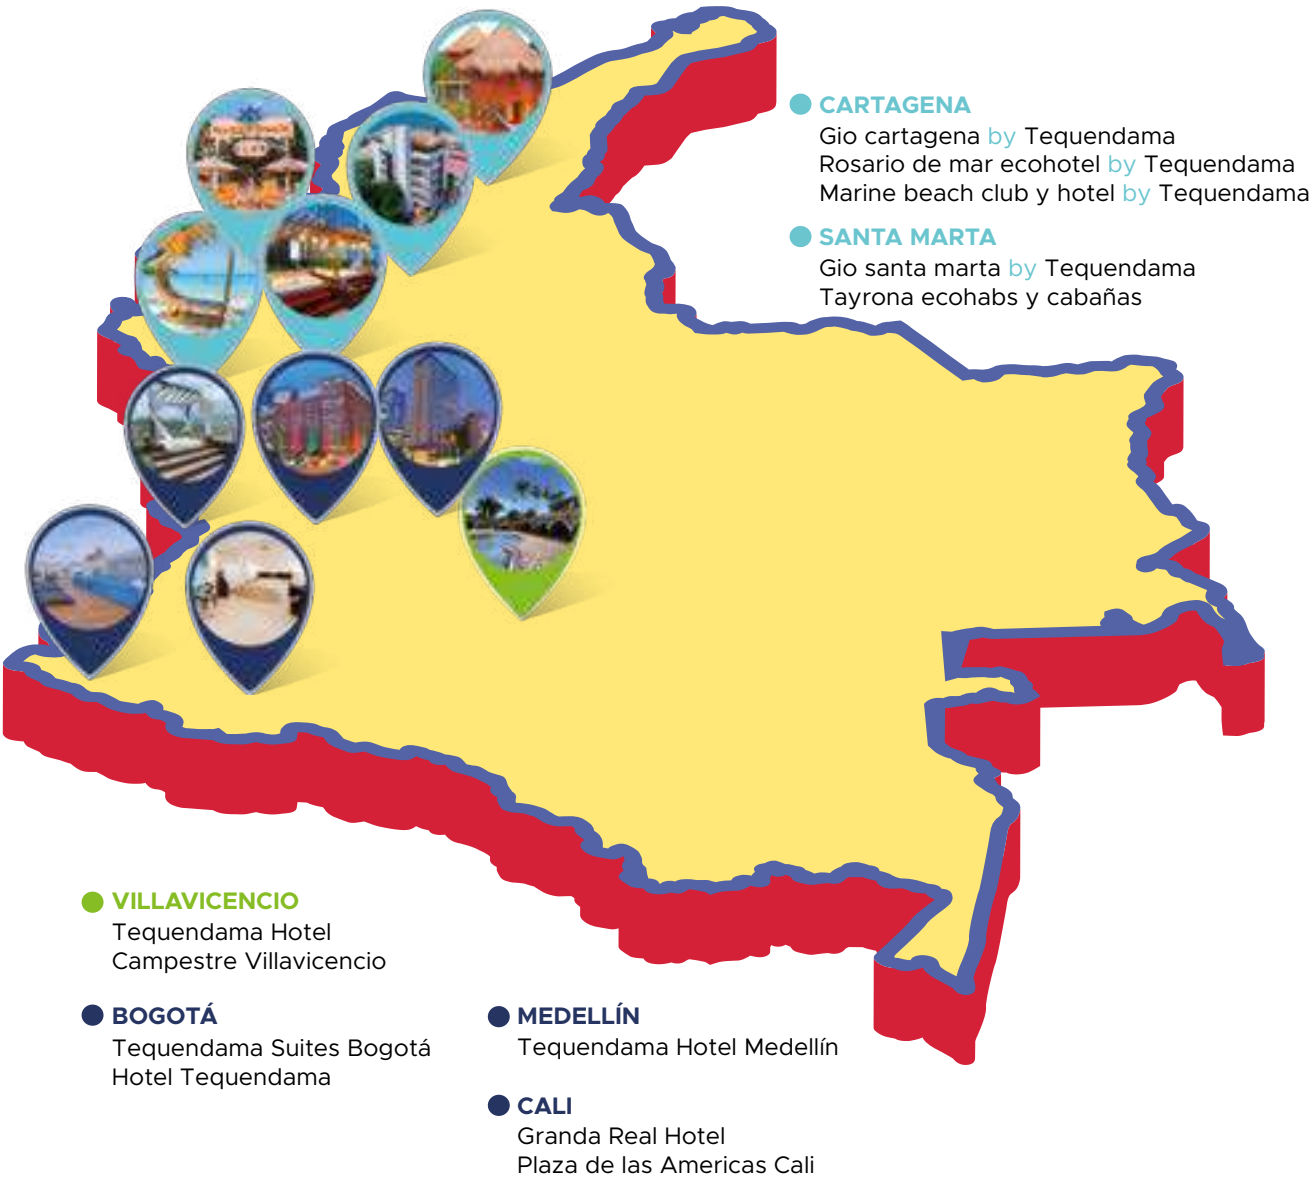 CARTAGENA
Gio cartagena by Tequendama
Rosario de mar ecohotel by Tequendama
Marine beach club y hotel by Tequendama
SANTA MARTA
Gio santa marta by Tequendama
Tayrona ecohabs y cabañas
VILLAVICENCIO
Tequendama Hotel
Campestre Villavicencio
BOGOTÁ
Tequendama Suites Bogotá
Hotel Tequendama
MEDELLÍN
Tequendama Hotel Medellín
CALI
Granda Real Hotel
Plaza de las Americas Cali